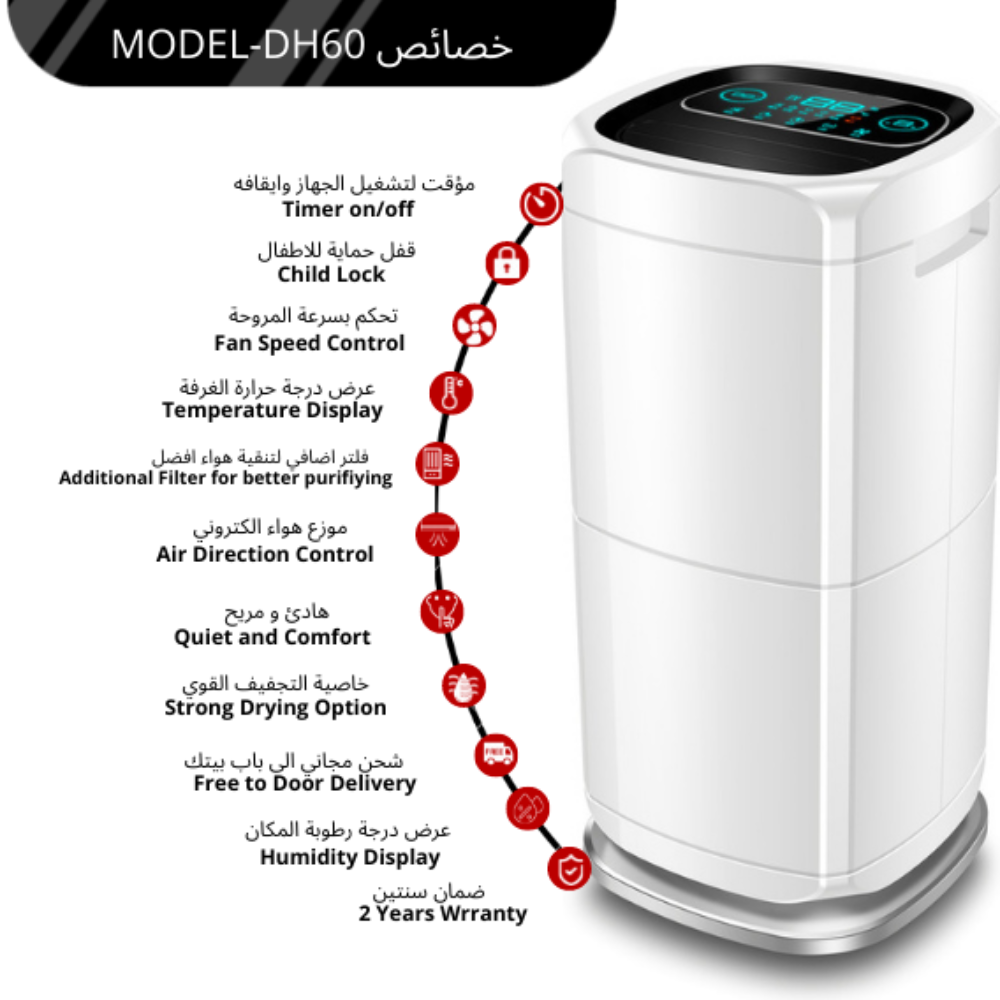 خصائص MODEL-DH60
مؤقت لتشغيل الجهاز وايقافه
Timer on/off
قفل حماية للاطفال
Child Lock
تحكم بسرعة المروحة
Fan Speed Control
عرض درجة حرارة الغرفة
Temperature Display
فلتر اضافي لتنقية هواء افضل
Additional Filter for better purifiying
موزع هواء الكتروني
Air Direction Control
هادئ و مريح
Quiet and Comfort
خاصية التجفيف القوي
Strong Drying Option
شحن مجاني الى باب بيتك
Free to Door Delivery
FREE
عرض درجة رطوبة المكان
Humidity Display
ضمان سنتين
2 Years Wrranty